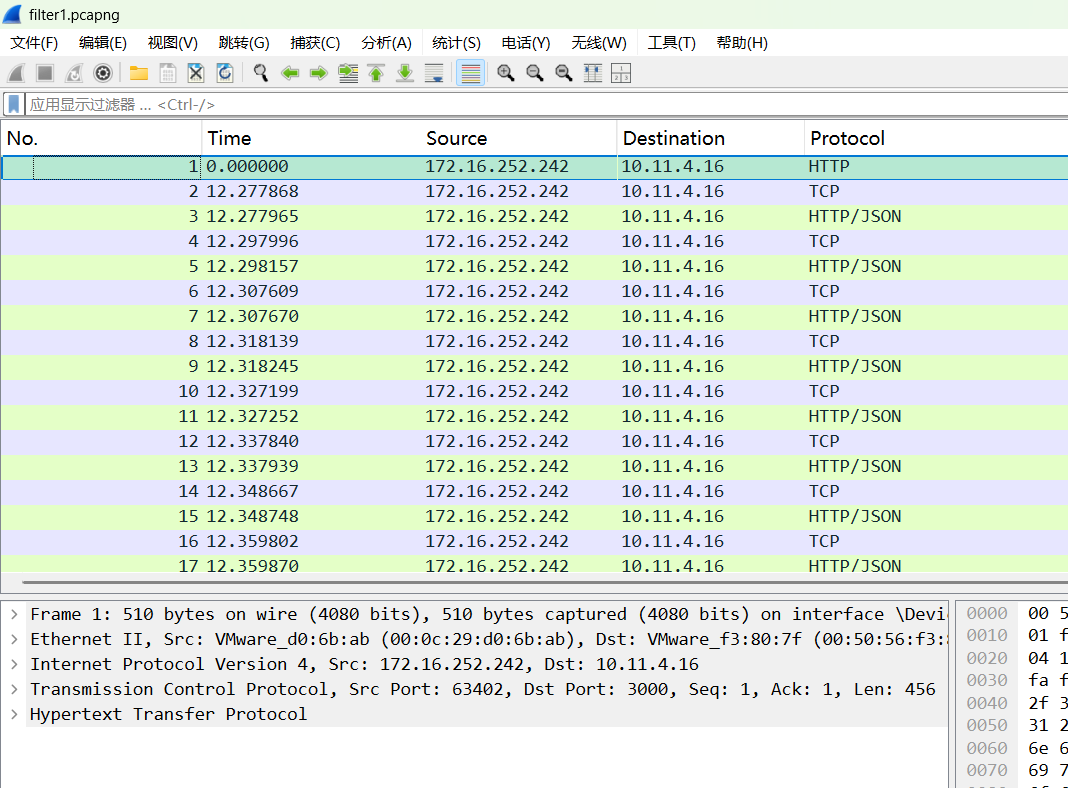 filter1.pcapng
文件(F) 编辑(E) 视图(V) 跳转(G) 捕获(C) 分析(A) 统计(S) 电话(Y) 无线(W) 工具(T) 帮助(H)
应用显示过滤器 … <Ctrl-/>
No. Time Source Destination Protocol
1 0.000000 172.16.252.242 10.11.4.16 HTTP
2 12.277868 172.16.252.242 10.11.4.16 TCP
3 12.277965 172.16.252.242 10.11.4.16 HTTP/JSON
4 12.297996 172.16.252.242 10.11.4.16 TCP
5 12.298157 172.16.252.242 10.11.4.16 HTTP/JSON
6 12.307609 172.16.252.242 10.11.4.16 TCP
7 12.307670 172.16.252.242 10.11.4.16 HTTP/JSON
8 12.318139 172.16.252.242 10.11.4.16 TCP
9 12.318245 172.16.252.242 10.11.4.16 HTTP/JSON
10 12.327199 172.16.252.242 10.11.4.16 TCP
11 12.327252 172.16.252.242 10.11.4.16 HTTP/JSON
12 12.337840 172.16.252.242 10.11.4.16 TCP
13 12.337939 172.16.252.242 10.11.4.16 HTTP/JSON
14 12.348667 172.16.252.242 10.11.4.16 TCP
15 12.348748 172.16.252.242 10.11.4.16 HTTP/JSON
16 12.359802 172.16.252.242 10.11.4.16 TCP
17 12.359870 172.16.252.242 10.11.4.16 HTTP/JSON
Frame 1: 510 bytes on wire (4080 bits), 510 bytes captured (4080 bits) on interface \Devi
Ethernet II, Src: VMware_d0:6b:ab (00:0c:29:d0:6b:ab), Dst: VMware_f3:80:7f (00:50:56:f3:
Internet Protocol Version 4, Src: 172.16.252.242, Dst: 10.11.4.16
Transmission Control Protocol, Src Port: 63402, Dst Port: 3000, Seq: 1, Ack: 1, Len: 456
Hypertext Transfer Protocol
0000 00 5
0010 01 f
0020 04 1
0030 fa f
0040 2f 3
0050 31 2
0060 6e 6
0070 69 7